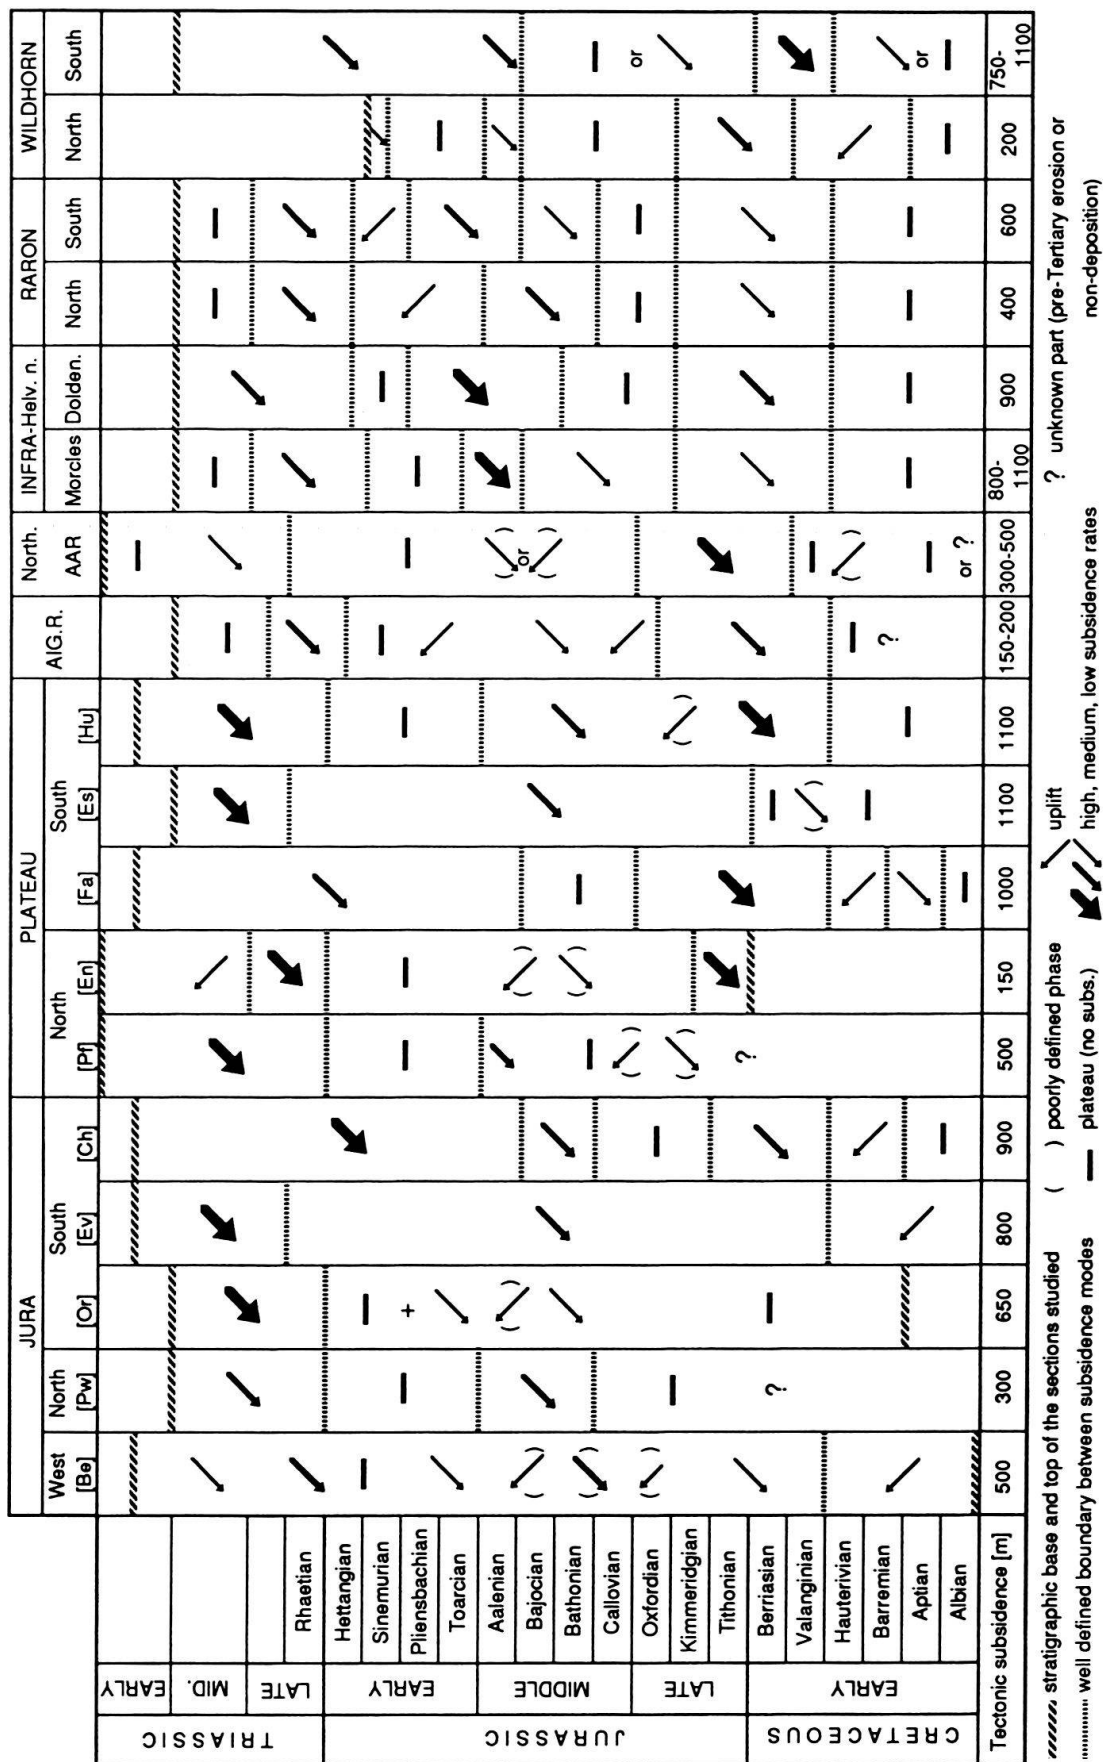 JURA
PLATEAU
AIG.R.
North.
INFRA-Helv. n.
RARON
WILDHORN
West
North
South
North
South
AAR
Morcles
Dolden.
North
South
North
South
[Be]
[Pw]
[Or]
[Ev]
[Ch]
[Pf]
[En]
[Fa]
[Es]
[Hu]
TRIASSIC
JURASSIC
CRETACEOUS
EARLY
MID.
LATE
EARLY
MIDDLE
LATE
EARLY
Rhaetian
Hettangian
Sinemurian
Pliensbachian
Toarcian
Aalenian
Bajocian
Bathonian
Callovian
Oxfordian
Kimmeridgian
Tithonian
Berriasian
Valanginian
Hauterivian
Barremian
Aptian
Albian
( )
( )
( )
?
( )
+
( )
( )
?
( )
( )
( )
( )
?
( )
or
( )
( )
or ?
or
or
Tectonic subsidence [m]
500
300
650
800
900
500
150
1000
1100
1100
150-200
300-500
800-
1100
900
400
600
200
750-
1100
stratigraphic base and top of the sections studied
( ) poorly defined phase
uplift
? unknown part (pre-Tertiary erosion or
non-deposition)
well defined boundary between subsidence modes
plateau (no subs.)
high, medium, low subsidence rates